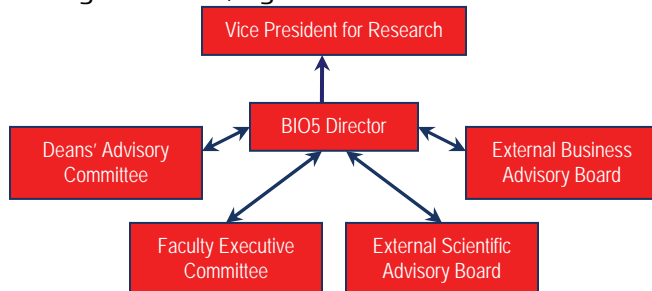 Vice President for Research
BIO5 Director
Deans' Advisory
Committee
External Business
Advisory Board
Faculty Executive
Committee
External Scientific
Advisory Board